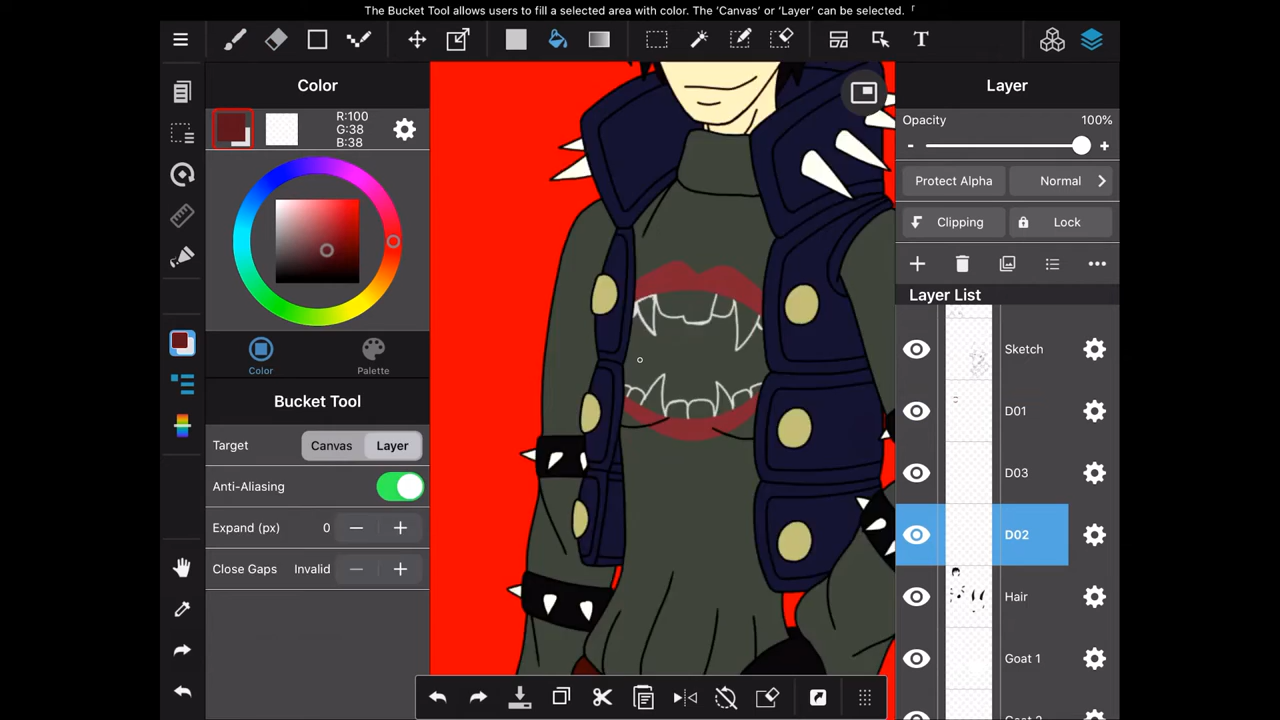 The Bucket Tool allows users to fill a selected area with color. The ‘Canvas’ or ‘Layer’ can be selected. ｢
T
Color
R:100
G:38
B:38
Color
Palette
Bucket Tool
Target
Canvas
Layer
Anti-Aliasing
Expand (px)
0
Close Gaps
Invalid
Layer
Opacity
100%
Protect Alpha
Normal
Clipping
Lock
Layer List
Sketch
D01
D03
D02
Hair
Goat 1